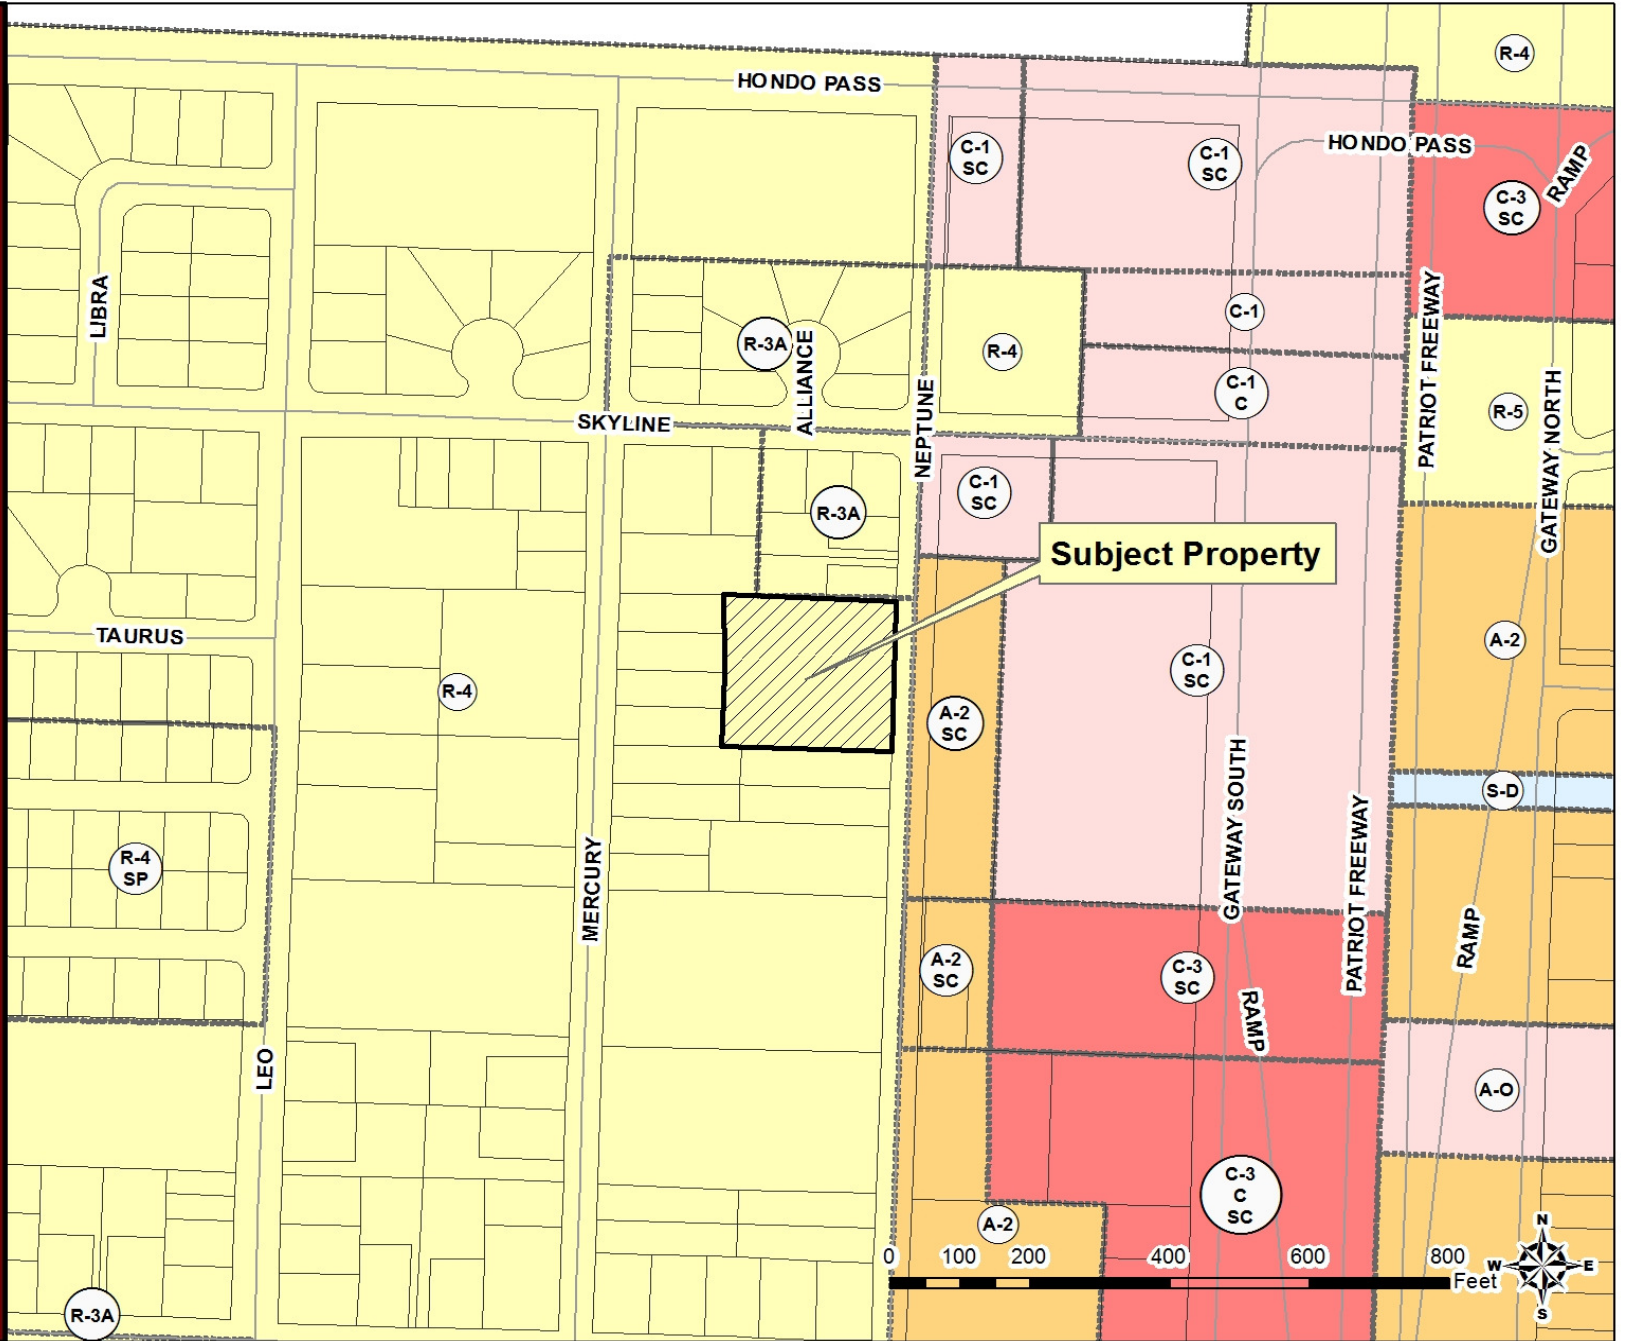 R-4
HONDO PASS
HONDO PASS
C-1
SC
C-1
SC
RAMP
C-3
SC
LIBRA
C-1
R-3A
ALLIANCE
R-4
PATRIOT FREEWAY
C-1
C
NEPTUNE
GATEWAY NORTH
R-5
SKYLINE
C-1
SC
R-3A
Subject Property
TAURUS
A-2
C-1
SC
R-4
A-2
SC
S-D
GATEWAY SOUTH
R-4
SP
MERCURY
PATRIOT FREEWAY
RAMP
A-2
SC
C-3
SC
RAMP
LEO
A-O
C-3
C
SC
A-2
N
W
E
S
0 100 200 400 600 800
Feet
R-3A